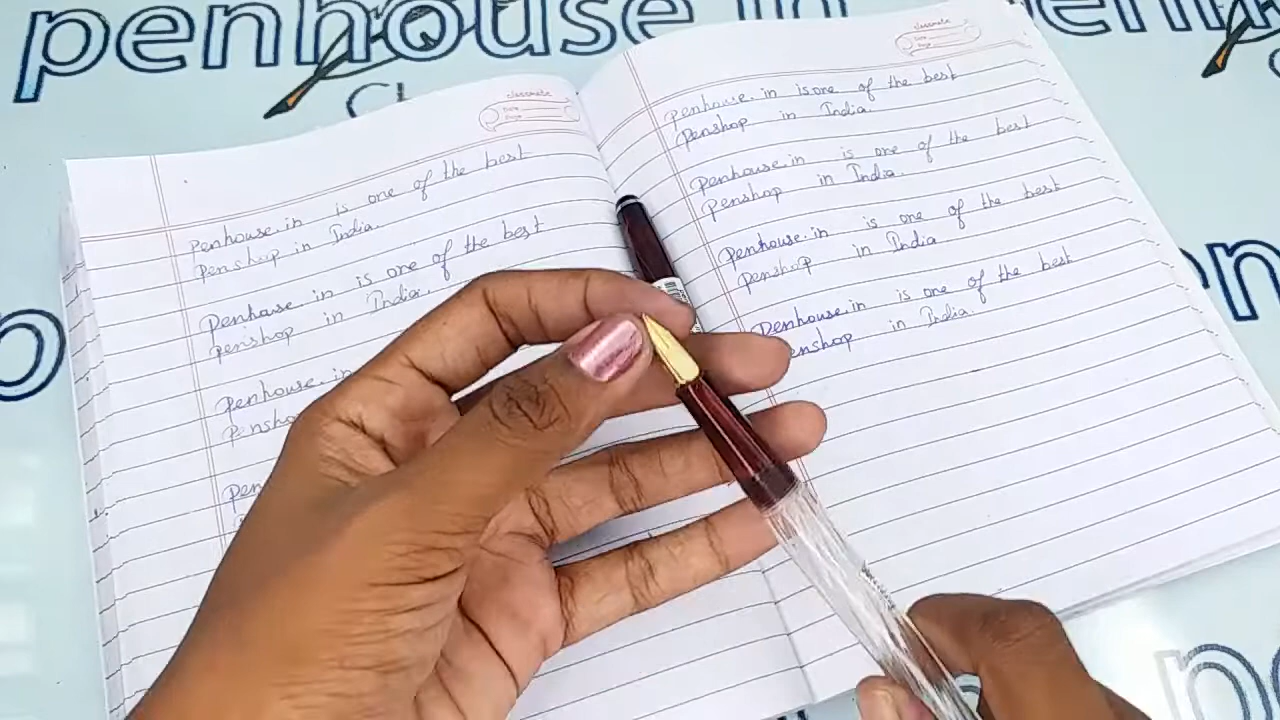 penhouse.in
classmate
Penhouse.in is one of the best
penshop in India.
Penhouse.in is one of the best
penshop in India.
Penhouse.in
pensho
pen
classmate
penhouse.in is one of the best
penshop in India.
Penhouse.in is one of the best
penshop in India.
Penhouse.in is one of the best
penshop in India
Penhouse.in is one of the best
penshop in India.